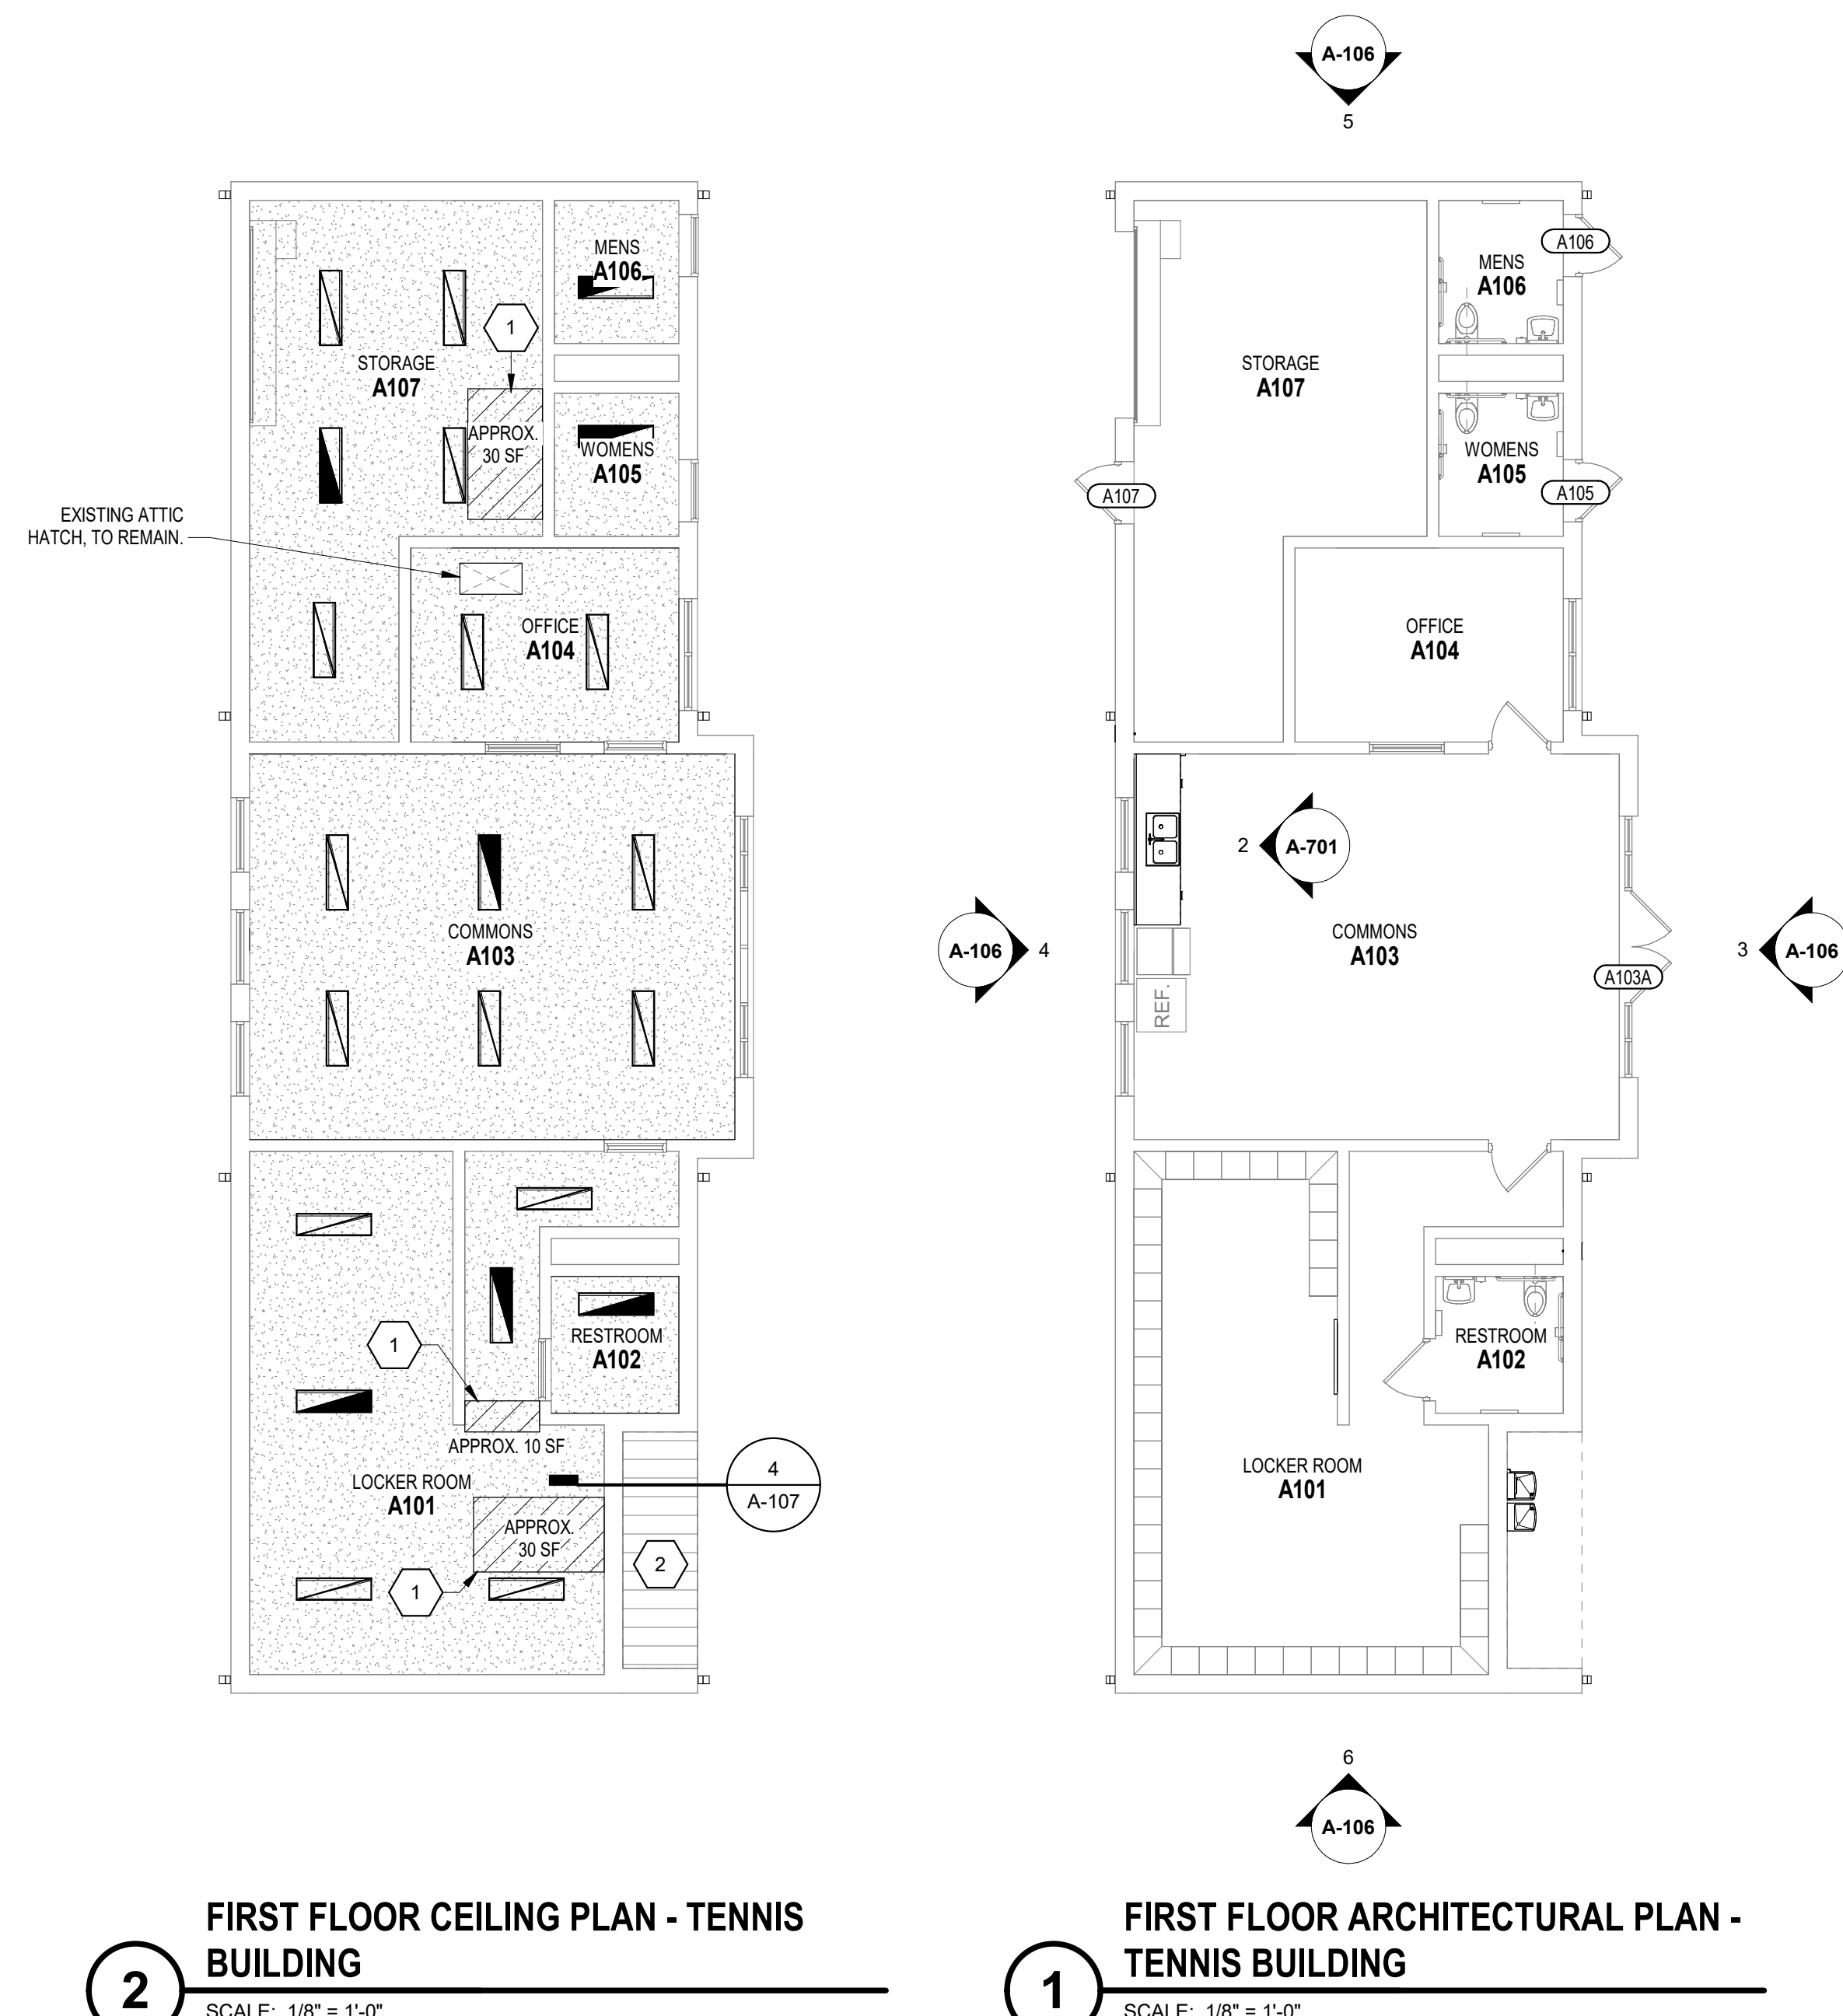 A-106
5
MENS
A106
1
STORAGE
A107
APPROX.
30 SF
WOMENS
A105
EXISTING ATTIC
HATCH, TO REMAIN.
OFFICE
A104
COMMONS
A103
1
RESTROOM
A102
APPROX. 10 SF
LOCKER ROOM
A101
4
A-107
APPROX.
30 SF
2
1
A106
MENS
A106
STORAGE
A107
WOMENS
A105
A107
A105
OFFICE
A104
2
A-701
COMMONS
A103
A-106
4
3
A-106
A103A
REF.
RESTROOM
A102
LOCKER ROOM
A101
6
A-106
FIRST FLOOR CEILING PLAN - TENNIS
BUILDING
2
SCALE: 1/8" = 1'-0"
FIRST FLOOR ARCHITECTURAL PLAN -
TENNIS BUILDING
1
SCALE: 1/8" = 1'-0"